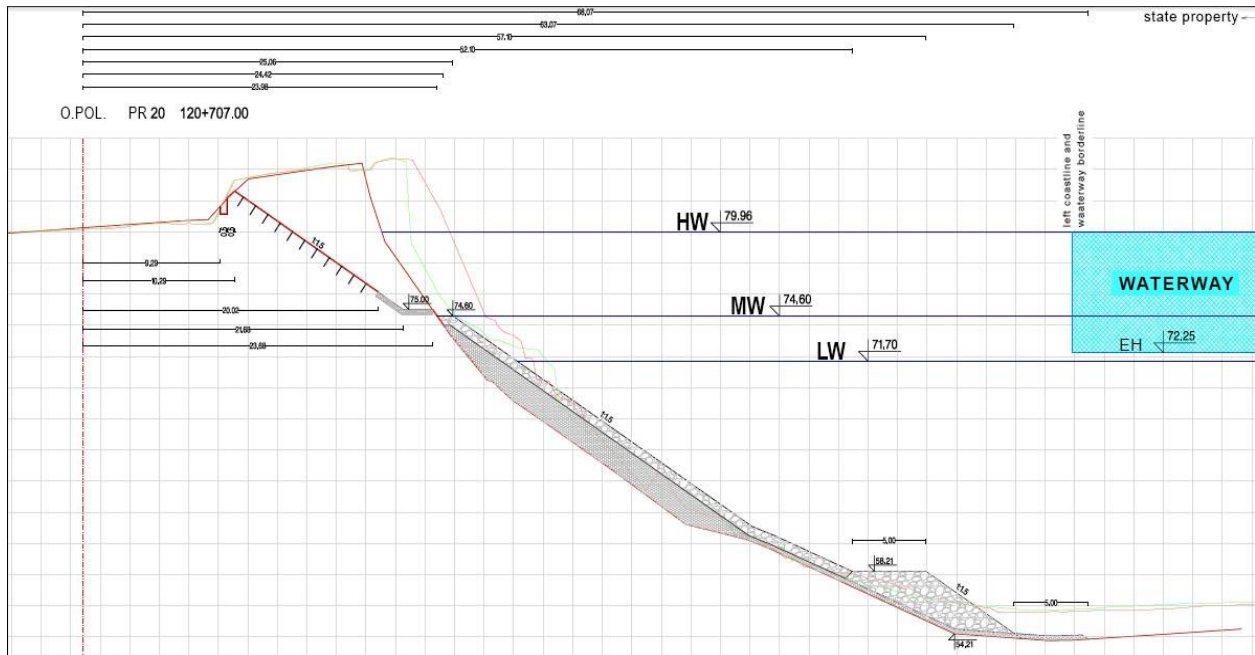 68,07
state property
63,07
57.10
52.10
25,06
24,42
23.98
O.POL. PR 20 120+707.00
left coastline and
waaterway borderline
HW 79.96
1:1.5
9,29
WATERWAY
10,29
75.00 74,60 MW 74,60
20.02
EH 72,25
21,68
LW 71,70
23,68
1:1.5
5,00
58,21
1:1.5
5,00
54,21